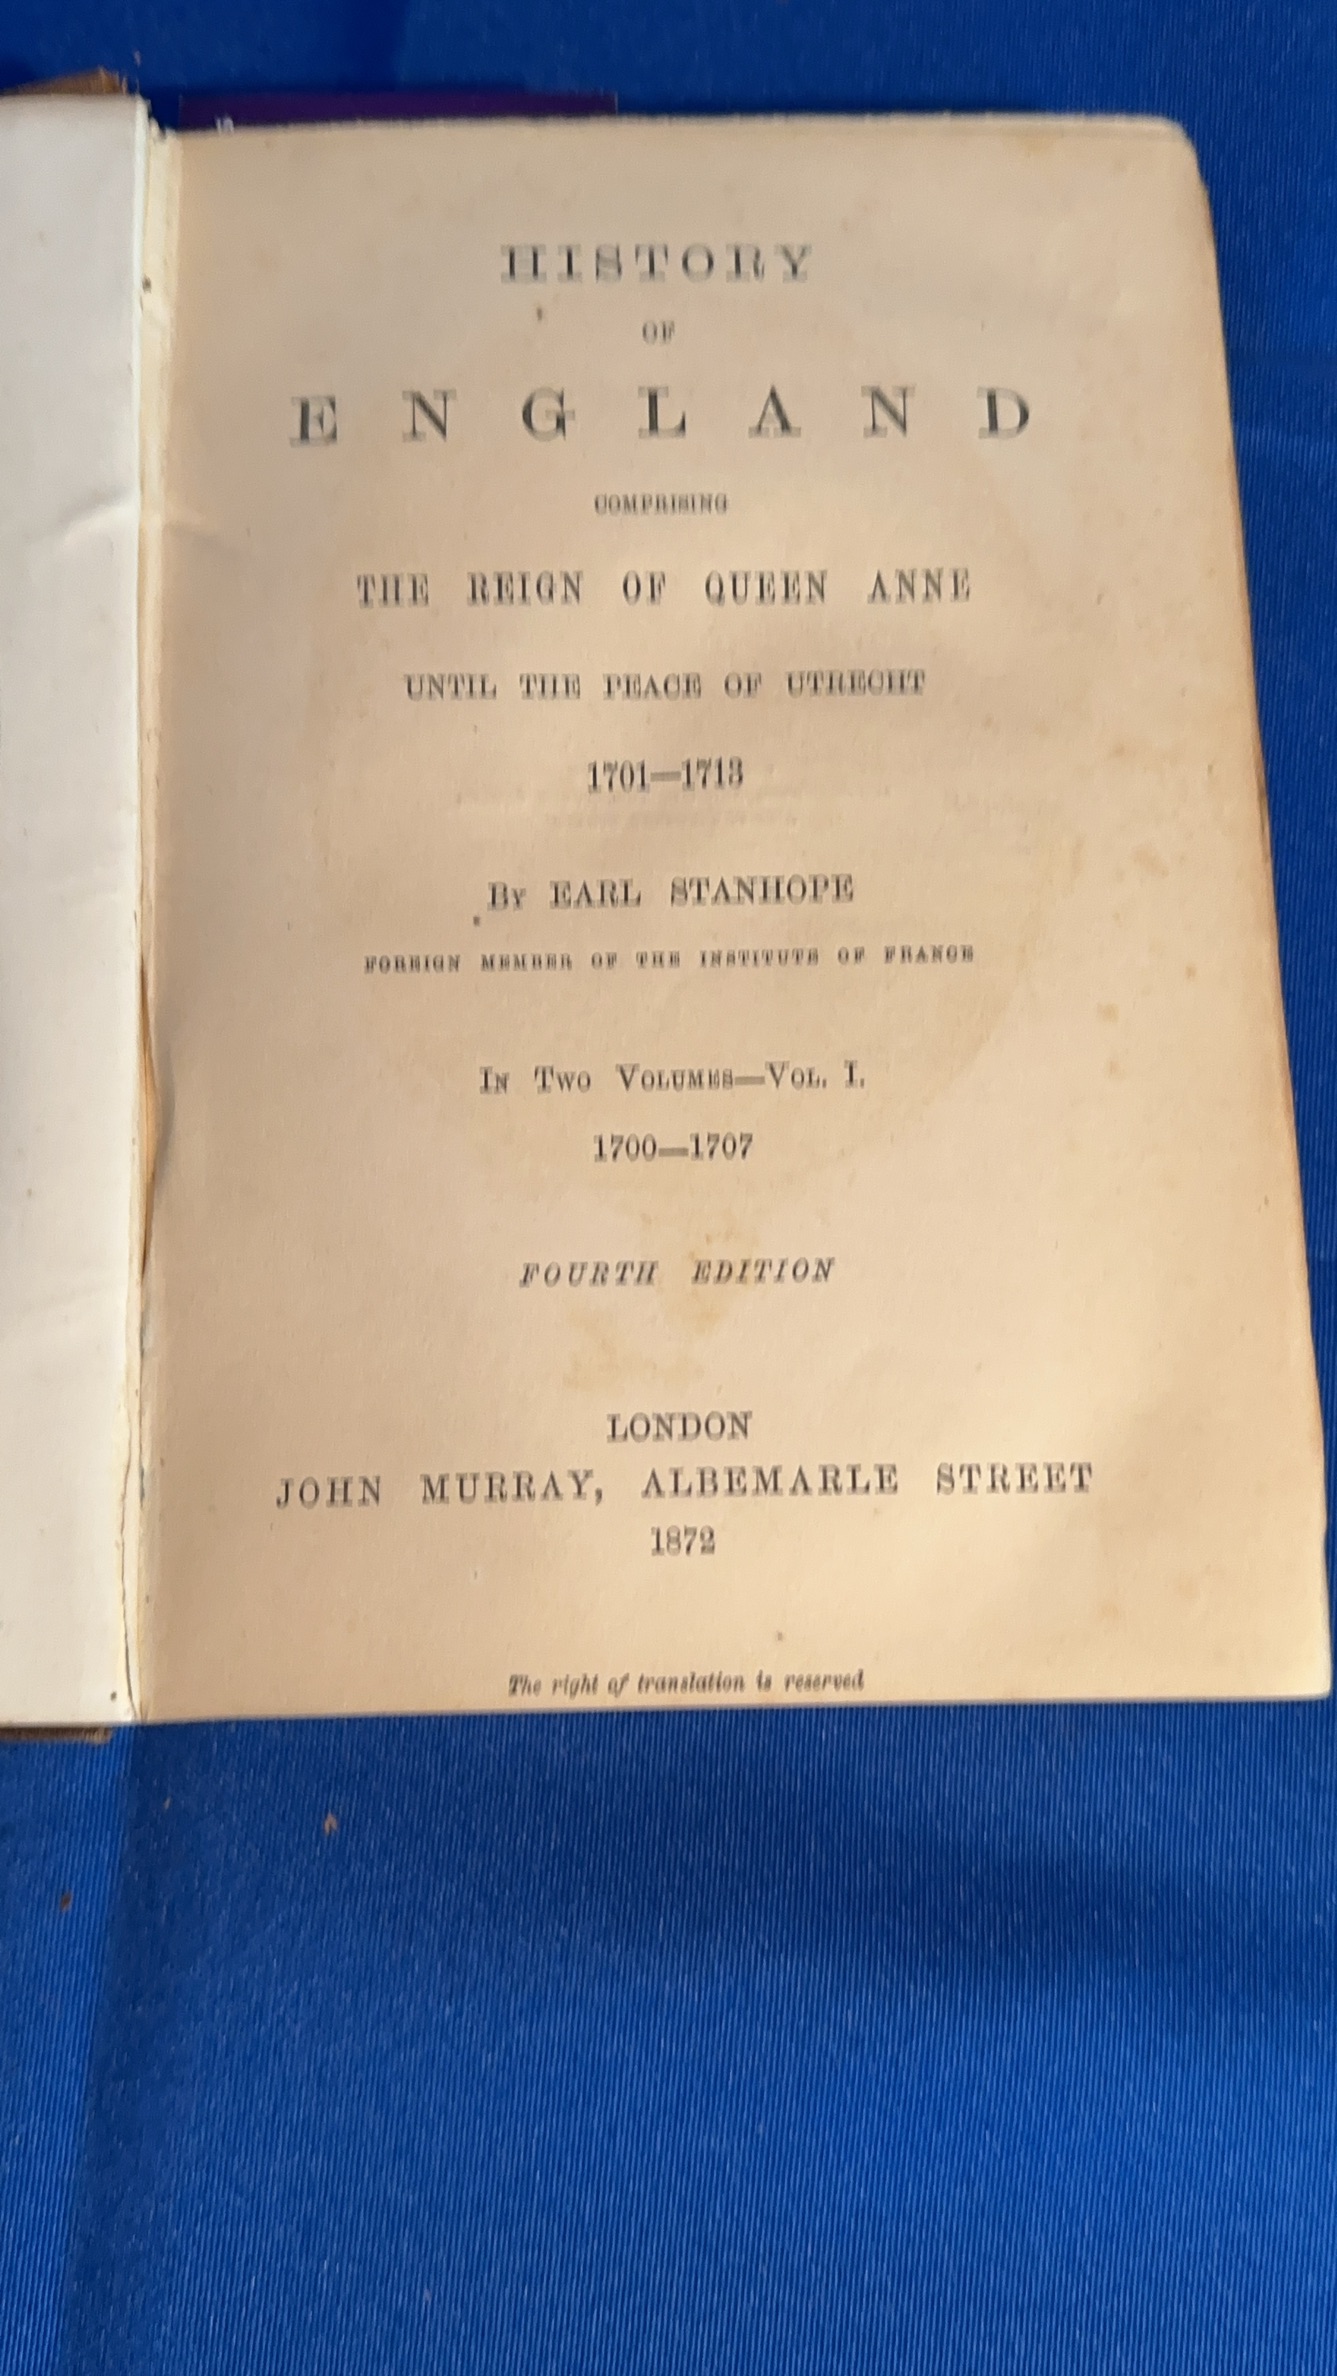 HISTORY
OF
ENGLAND
COMPRISING
THE REIGN OF QUEEN ANNE
UNTIL THE PEACE OF UTRECHT
1701—1713
By EARL STANHOPE
FOREIGN MEMBER OF THE INSTITUTE OF FRANCE
In Two Volumes—Vol. I.
1700—1707
FOURTH EDITION
LONDON
JOHN MURRAY, ALBEMARLE STREET
1872
The right of translation is reserved